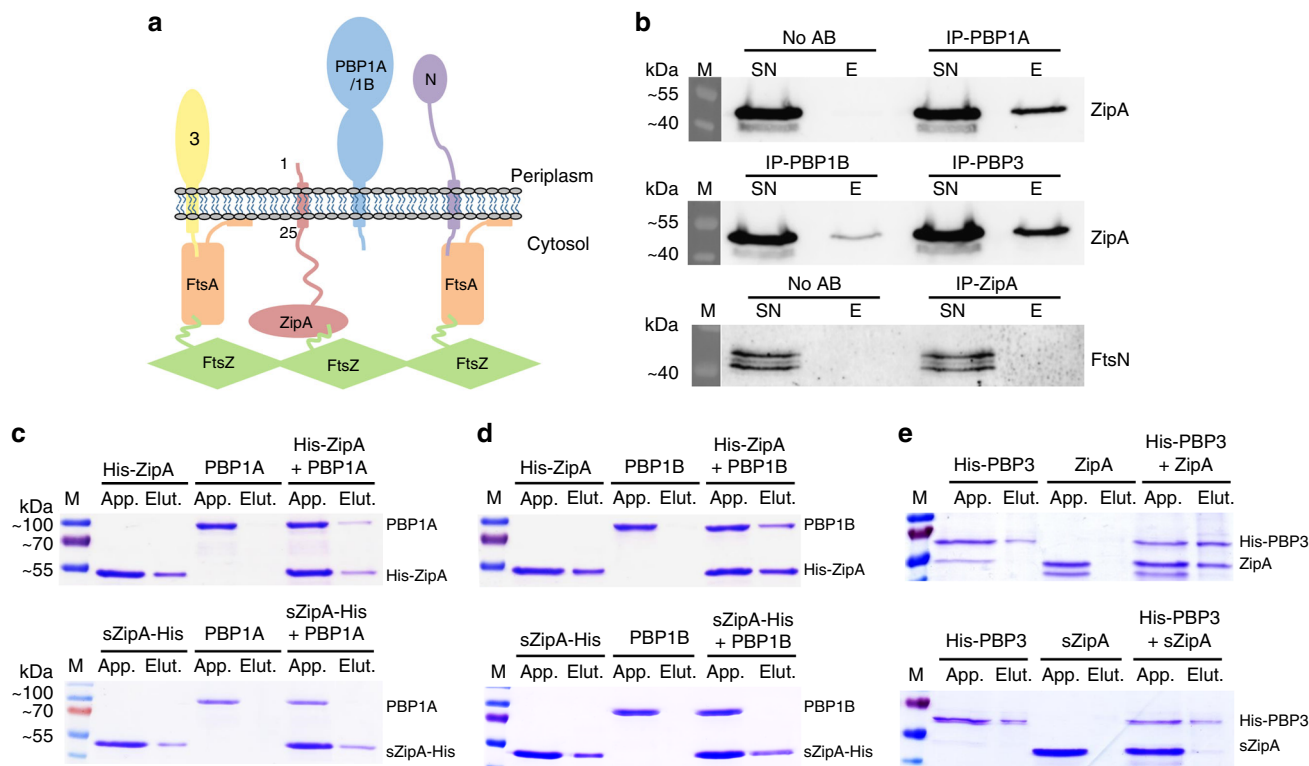 a
PBP1A
/1B
N
3
1
Periplasm
25
Cytosol
FtsA
FtsA
ZipA
FtsZ
FtsZ
FtsZ
b
No AB
IP-PBP1A
kDa
M
SN
E
SN
E
~55
~40
ZipA
IP-PBP1B
IP-PBP3
M
SN
E
SN
E
~55
~40
ZipA
No AB
IP-ZipA
kDa
M
SN
E
SN
E
~40
FtsN
c
His-ZipA
PBP1A
His-ZipA
+ PBP1A
kDa
M
App.
Elut.
App.
Elut.
App.
Elut.
~100
~70
~55
PBP1A
His-ZipA
sZipA-His
PBP1A
sZipA-His
+ PBP1A
kDa
M
App.
Elut.
App.
Elut.
App.
Elut.
~100
~70
~55
PBP1A
sZipA-His
d
His-ZipA
PBP1B
His-ZipA
+ PBP1B
M
App.
Elut.
App.
Elut.
App.
Elut.
PBP1B
His-ZipA
sZipA-His
PBP1B
sZipA-His
+ PBP1B
M
App.
Elut.
App.
Elut.
App.
Elut.
PBP1B
sZipA-His
e
His-PBP3
ZipA
His-PBP3
+ ZipA
M
App.
Elut.
App.
Elut.
App.
Elut.
His-PBP3
ZipA
His-PBP3
sZipA
His-PBP3
+ sZipA
M
App.
Elut.
App.
Elut.
App.
Elut.
His-PBP3
sZipA